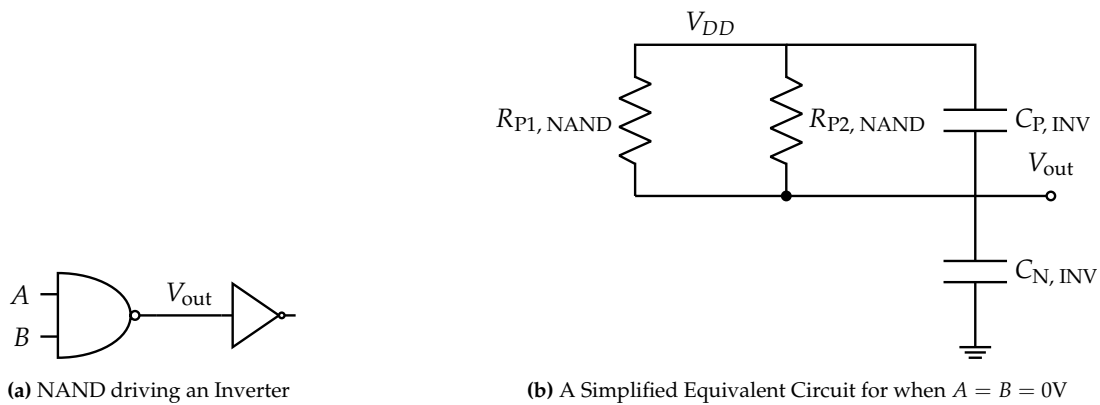 V_DD
R_P1, NAND
R_P2, NAND
C_P, INV
V_out
C_N, INV
A
B
V_out
(a) NAND driving an Inverter
(b) A Simplified Equivalent Circuit for when A = B = 0V